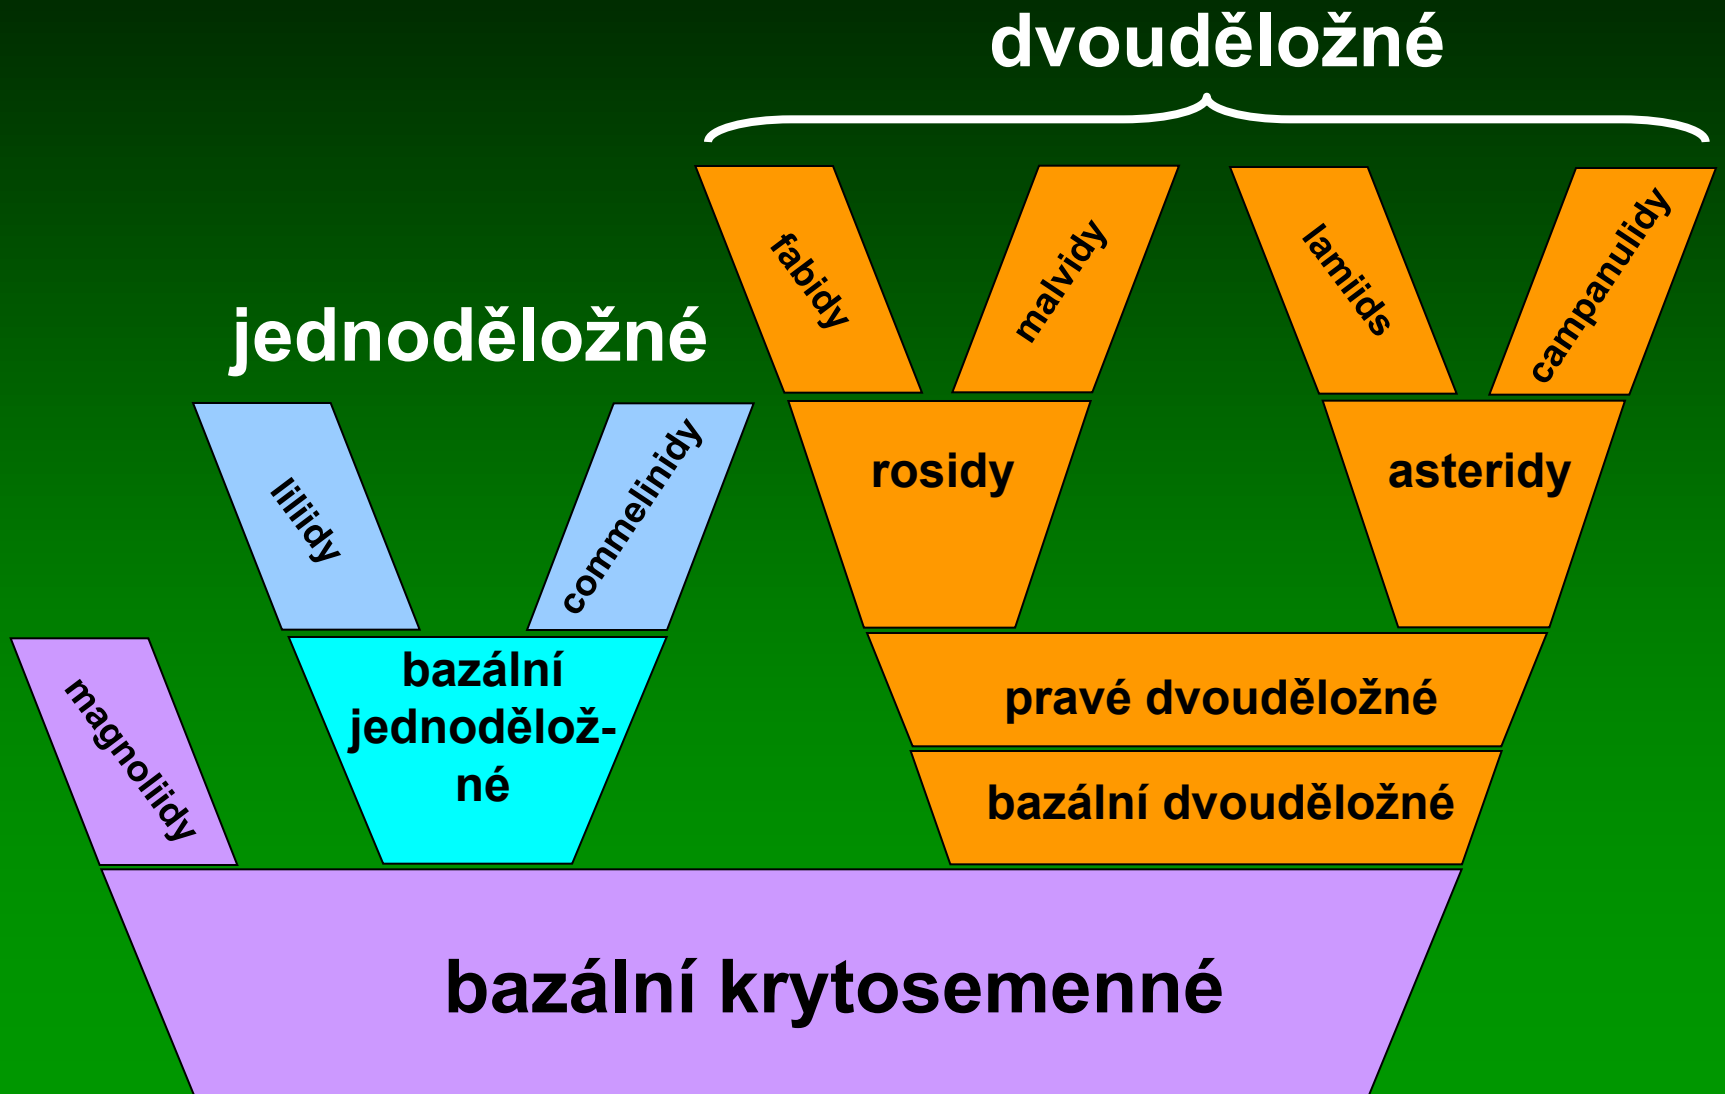 dvouděložné
fabidy
malvidy
lamiids
campanulidy
jednoděložné
rosidy
asteridy
liliidy
commelinidy
magnoliidy
bazální
jednodělož-
né
pravé dvouděložné
bazální dvouděložné
bazální krytosemenné